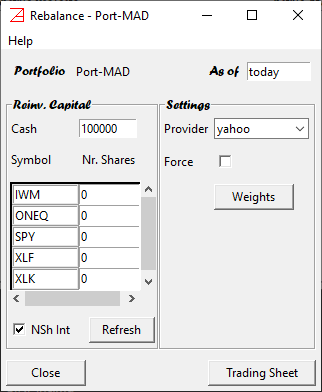 Rebalance - Port-MAD
Help
Portfolio Port-MAD As of today
Reinv. Capital
Cash 100000
Symbol Nr. Shares
IWM 0
ONEQ 0
SPY 0
XLF 0
XLK 0
NSh Int Refresh
Settings
Provider yahoo
Force
Weights
Close Trading Sheet